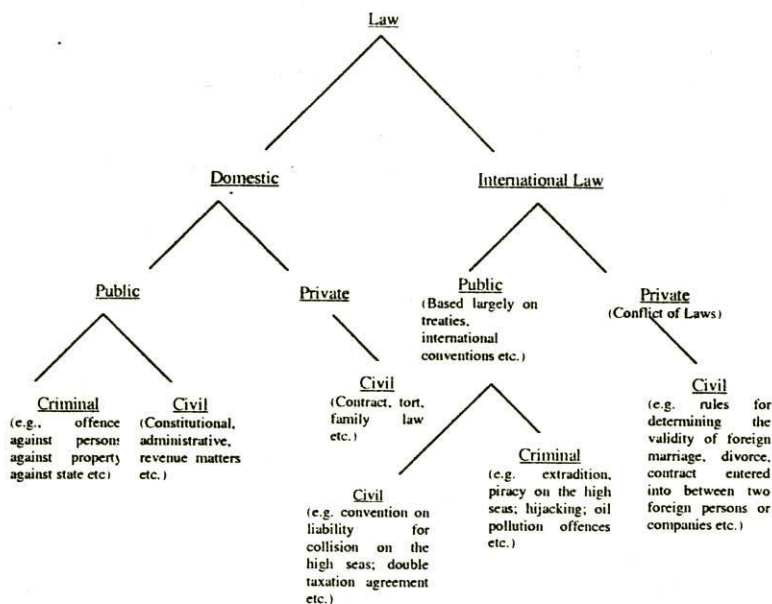 Law
Domestic
International Law
Public
Private
Public
(Based largely on
treaties,
international
conventions etc.)
Private
(Conflict of Laws)
Criminal
(e.g., offence
against person
against property
against state etc)
Civil
(Constitutional,
administrative,
revenue matters
etc.)
Civil
(Contract, tort,
family law
etc.)
Civil
(e.g. convention on
liability for
collision on the
high seas; double
taxation agreement
etc.)
Criminal
(e.g. extradition,
piracy on the high
seas; hijacking; oil
pollution offences
etc.)
Civil
(e.g. rules for
determining the
validity of foreign
marriage, divorce,
contract entered
into between two
foreign persons or
companies etc.)